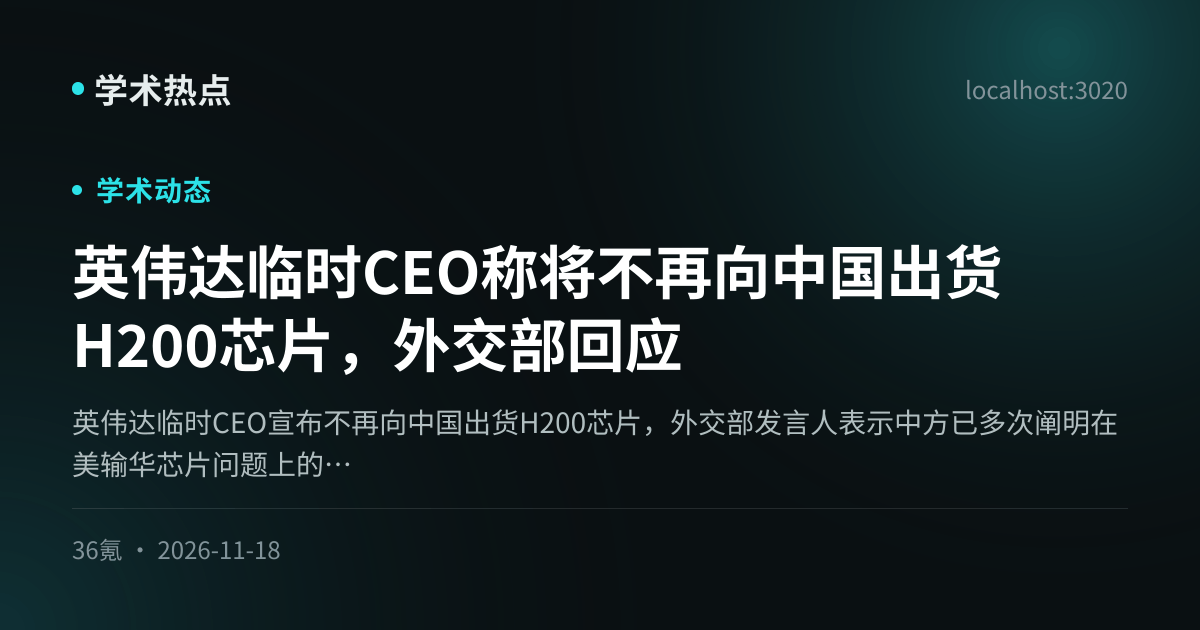 学术热点
localhost:3020
学术动态
英伟达临时CEO称将不再向中国出货
H200芯片，外交部回应
英伟达临时CEO宣布不再向中国出货H200芯片，外交部发言人表示中方已多次阐明在
美输华芯片问题上的…
36氪 · 2026-11-18